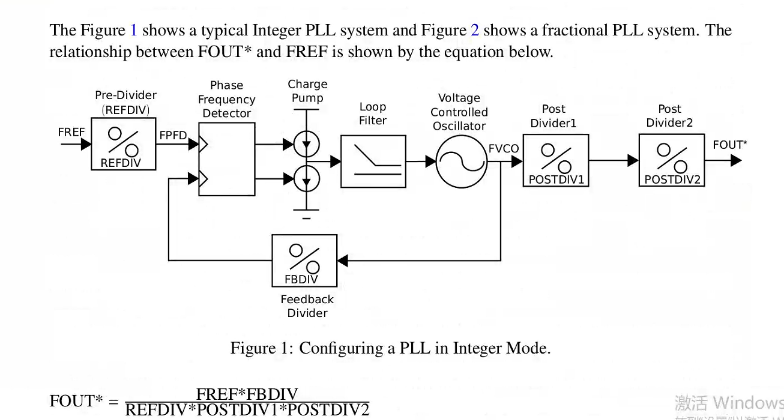 The Figure 1 shows a typical Integer PLL system and Figure 2 shows a fractional PLL system. The
relationship between FOUT* and FREF is shown by the equation below.
Pre-Divider
(REFDIV)
Phase
Frequency
Detector
Charge
Pump
Loop
Filter
Voltage
Controlled
Oscillator
Post
Divider1
Post
Divider2
FREF
REFDIV
FPFD
FVCO
POSTDIV1
POSTDIV2
FOUT*
FBDIV
Feedback
Divider
Figure 1: Configuring a PLL in Integer Mode.
FOUT* = FREF*FBDIV
REFDIV*POSTDIV1*POSTDIV2
激活 Windows